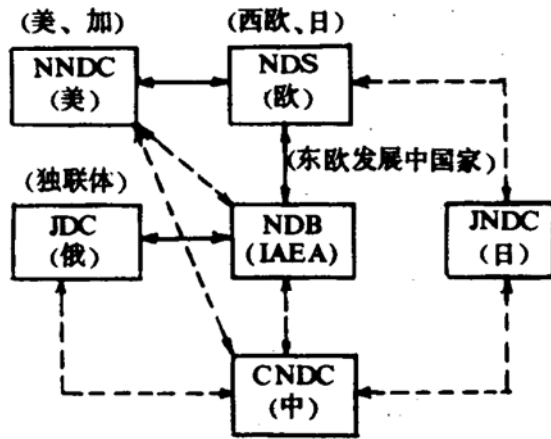 (美、加)
(西欧、日)
NNDC
(美)
NDS
(欧)
(东欧发展中国家)
(独联体)
JDC
(俄)
NDB
(IAEA)
JNDC
(日)
CNDC
(中)